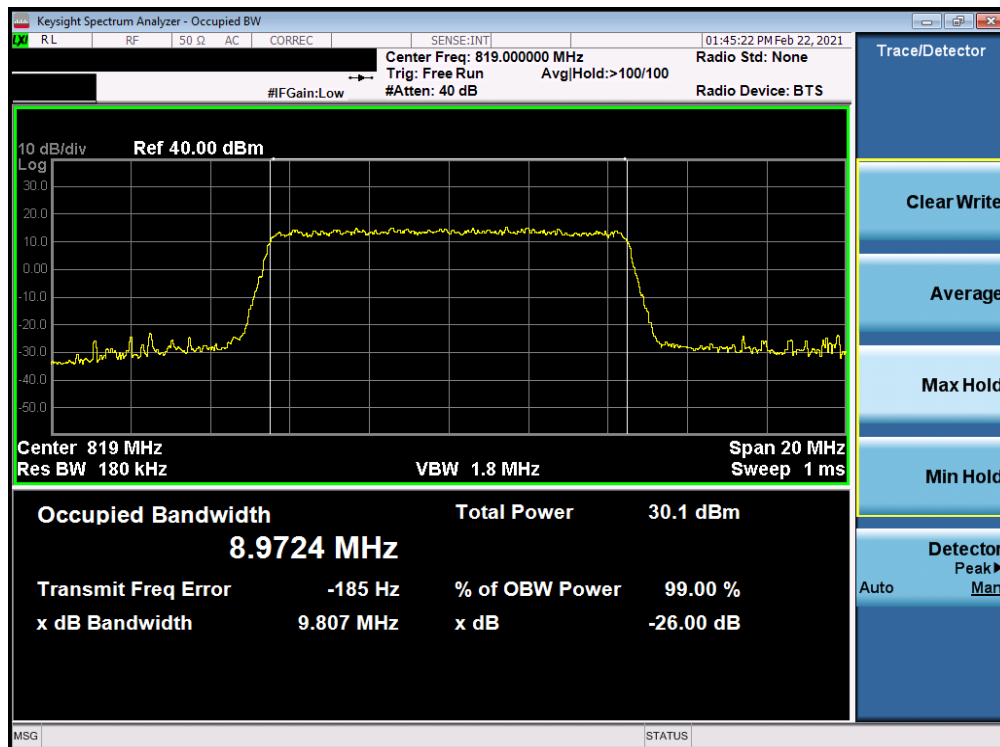 Keysight Spectrum Analyzer - Occupied BW
LXI RL RF 50 Ω AC CORREC SENSE:INT 01:45:22 PM Feb 22, 2021
Center Freq: 819.000000 MHz Radio Std: None
Trig: Free Run Avg|Hold:>100/100
#IFGain:Low #Atten: 40 dB Radio Device: BTS
10 dB/div Ref 40.00 dBm
Log
30.0
20.0
10.0
0.00
-10.0
-20.0
-30.0
-40.0
-50.0
Center 819 MHz Span 20 MHz
Res BW 180 kHz VBW 1.8 MHz Sweep 1 ms
Occupied Bandwidth Total Power 30.1 dBm
8.9724 MHz
Transmit Freq Error -185 Hz % of OBW Power 99.00 %
x dB Bandwidth 9.807 MHz x dB -26.00 dB
MSG STATUS
Trace/Detector
Clear Write
Average
Max Hold
Min Hold
Detector
Peak▶
Auto Man